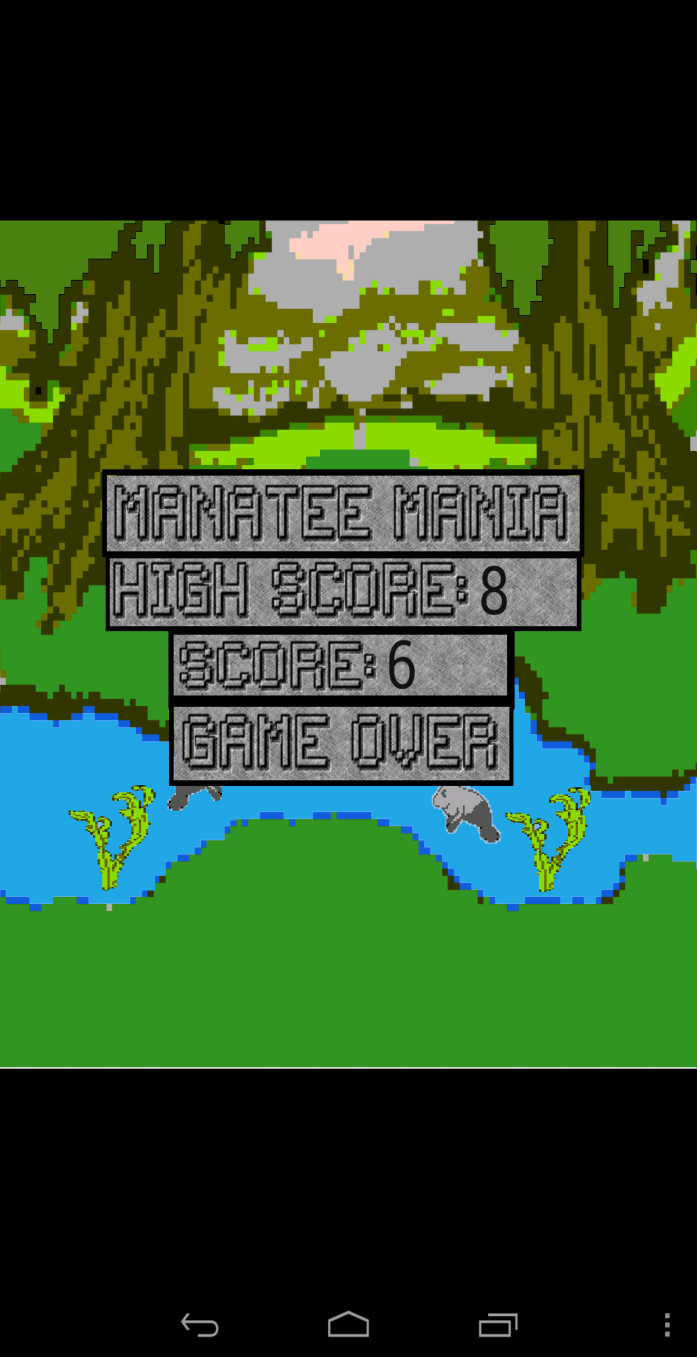 MANATEE MANIA
HIGH SCORE: 8
SCORE: 6
GAME OVER